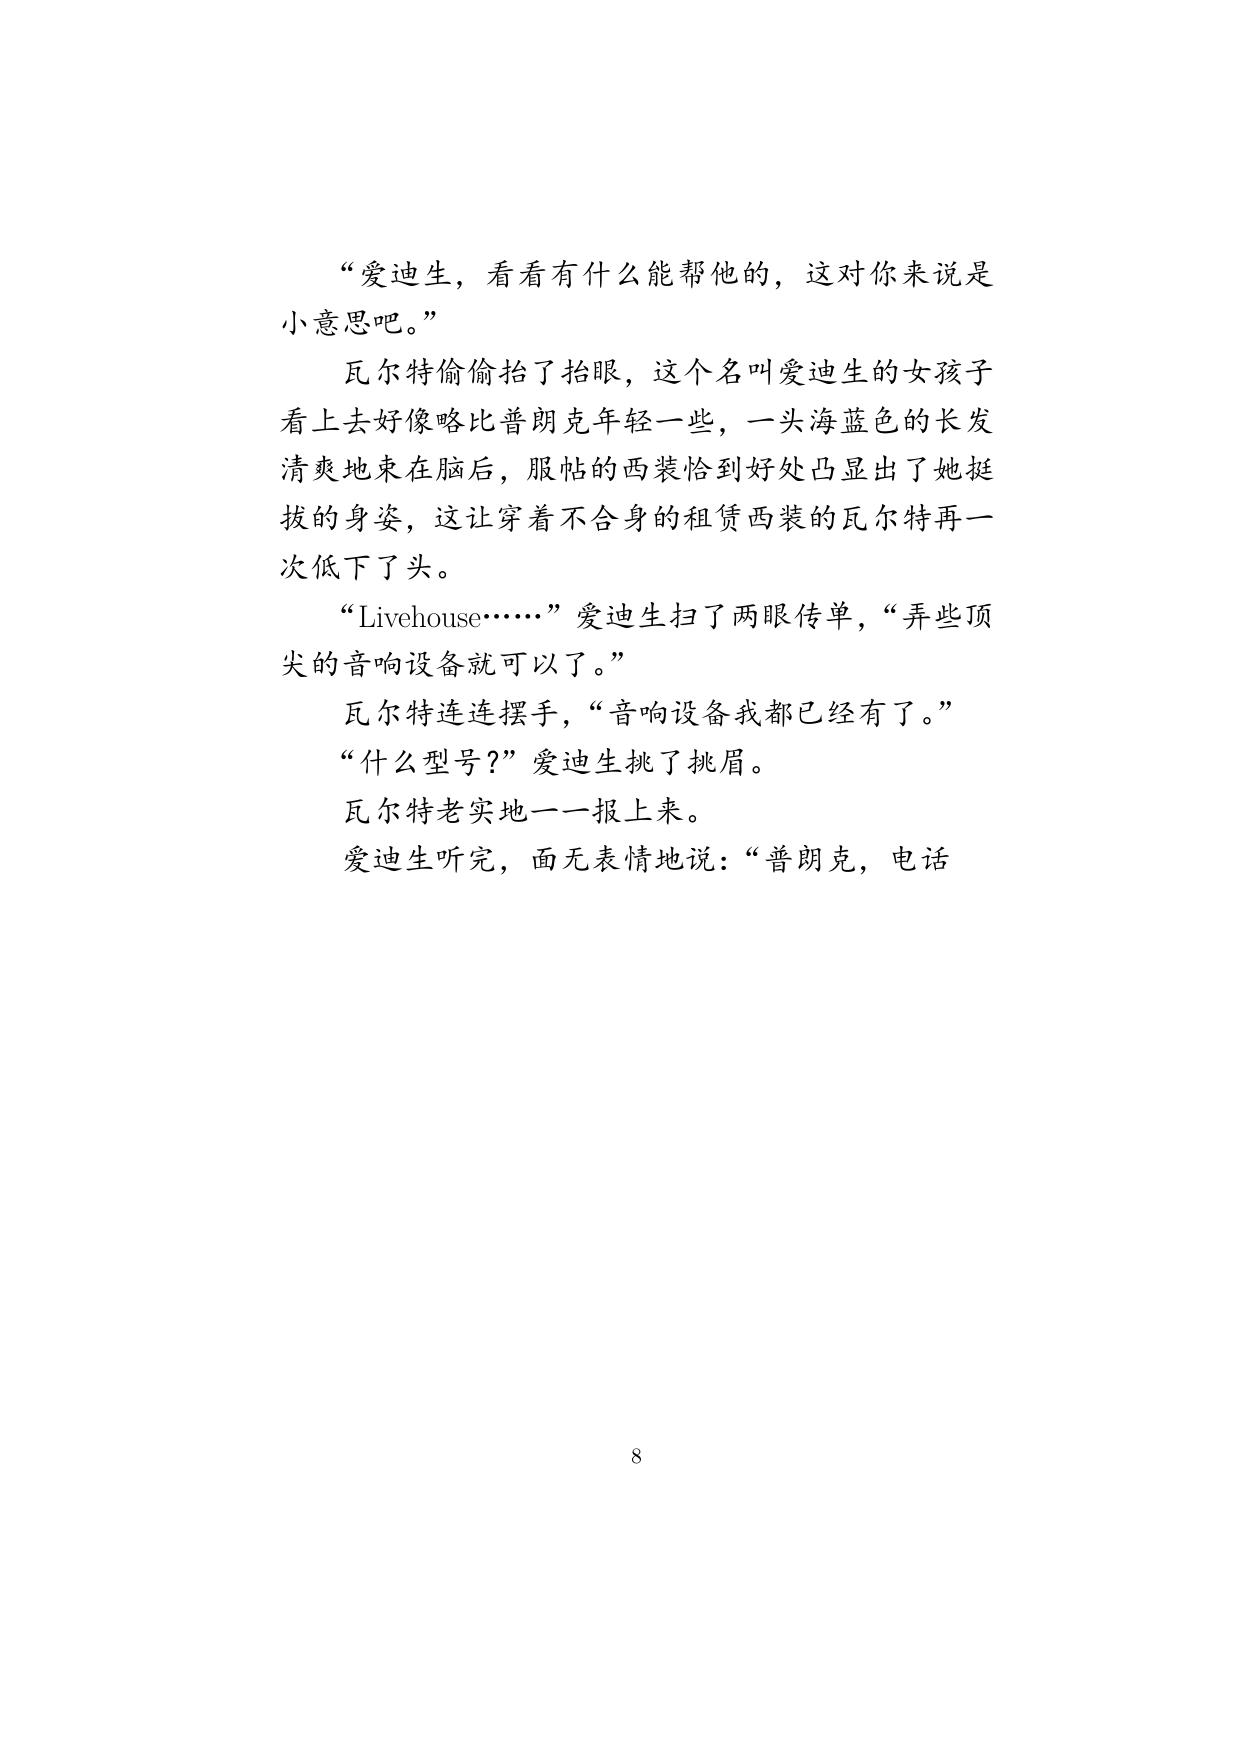 “爱迪生，看看有什么能帮他的，这对你来说是
小意思吧。”
瓦尔特偷偷抬了抬眼，这个名叫爱迪生的女孩子
看上去好像略比普朗克年轻一些，一头海蓝色的长发
清爽地束在脑后，服帖的西装恰到好处凸显出了她挺
拔的身姿，这让穿着不合身的租赁西装的瓦尔特再一
次低下了头。
“Livehouse……”爱迪生扫了两眼传单，“弄些顶
尖的音响设备就可以了。”
瓦尔特连连摆手，“音响设备我都已经有了。”
“什么型号？”爱迪生挑了挑眉。
瓦尔特老实地一一报上来。
爱迪生听完，面无表情地说：“普朗克，电话
8